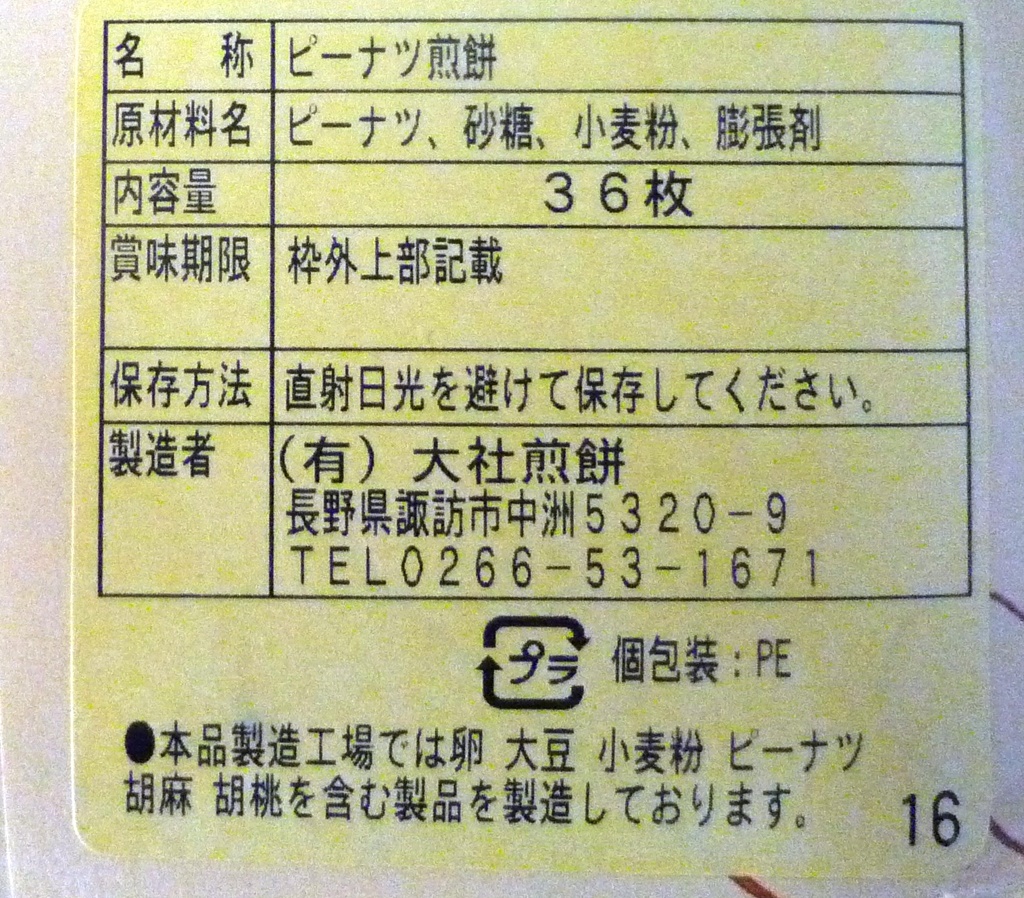 名　称 ピーナツ煎餅
原材料名 ピーナツ、砂糖、小麦粉、膨張剤
内容量 ３６枚
賞味期限 枠外上部記載
保存方法 直射日光を避けて保存してください。
製造者 （有）大社煎餅
長野県諏訪市中洲５３２０－９
ＴＥＬ０２６６－５３－１６７１
プラ 個包装：PE
●本品製造工場では卵 大豆 小麦粉 ピーナツ
胡麻 胡桃を含む製品を製造しております。
16